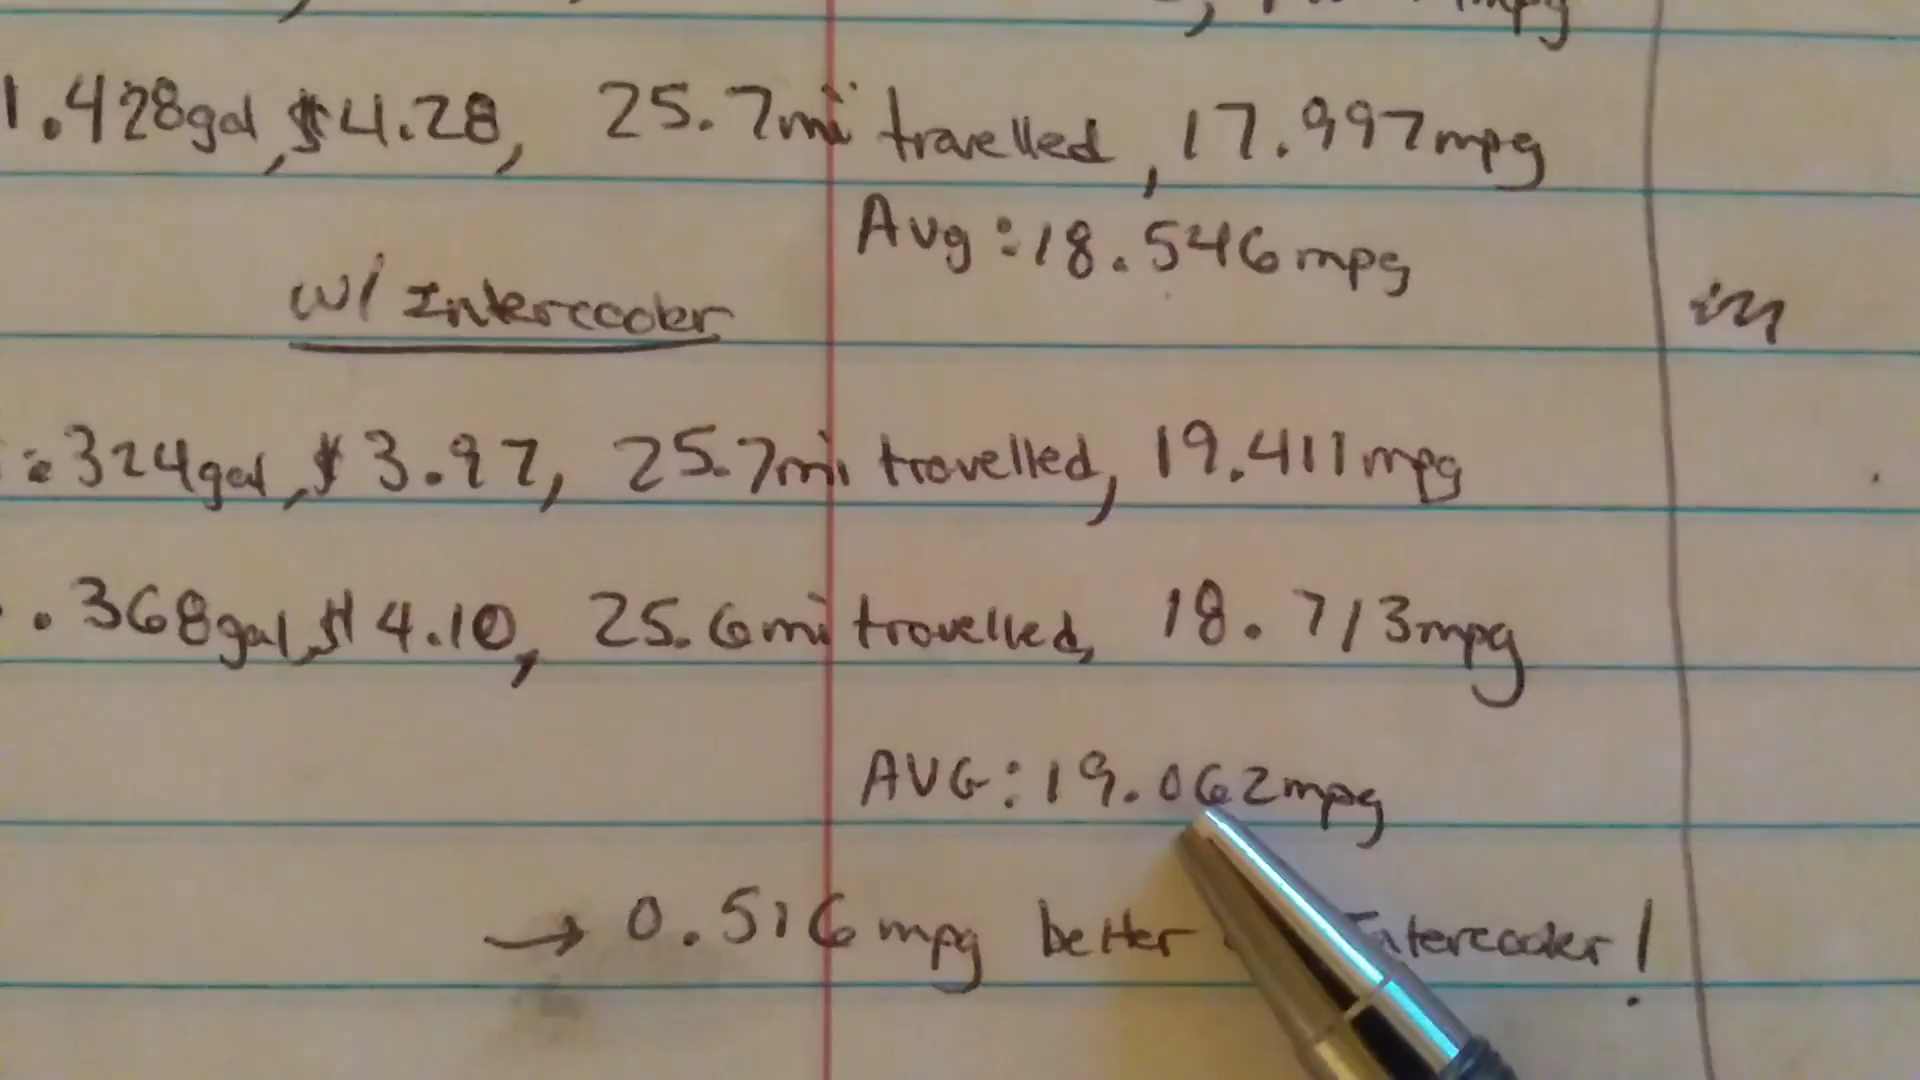 mpg
1.428gal, $4.28, 25.7mi travelled, 17.997mpg
Avg: 18.546mpg
w/ Intercooler
.324gal, $3.97, 25.7mi travelled, 19.411mpg
.368gal, $4.10, 25.6mi travelled, 18.713mpg
AVG: 19.062mpg
→ 0.516mpg better Intercooler!